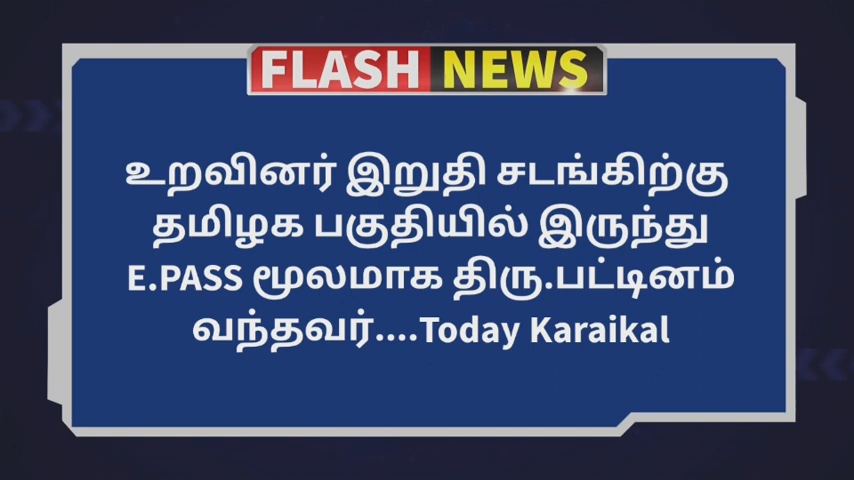 FLASH NEWS
உறவினர் இறுதி சடங்கிற்கு
தமிழக பகுதியில் இருந்து
E.PASS மூலமாக திரு.பட்டினம்
வந்தவர்....Today Karaikal